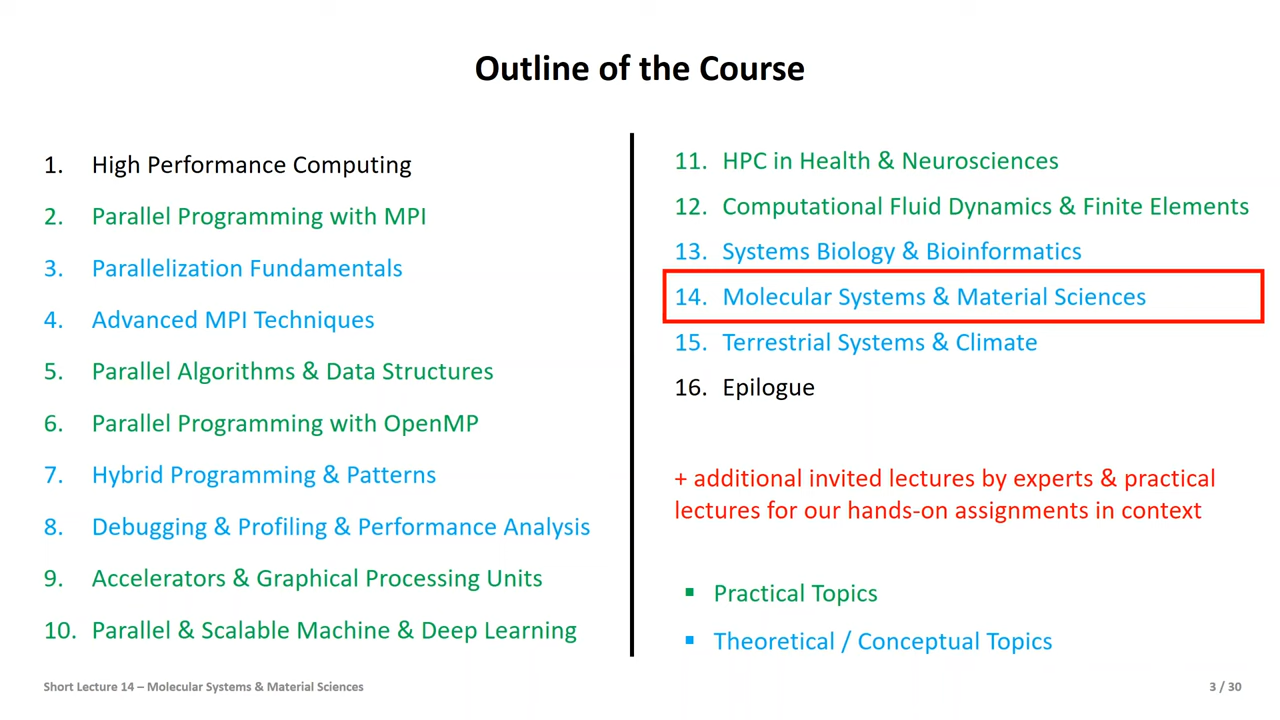 Outline of the Course
1. High Performance Computing
2. Parallel Programming with MPI
3. Parallelization Fundamentals
4. Advanced MPI Techniques
5. Parallel Algorithms & Data Structures
6. Parallel Programming with OpenMP
7. Hybrid Programming & Patterns
8. Debugging & Profiling & Performance Analysis
9. Accelerators & Graphical Processing Units
10. Parallel & Scalable Machine & Deep Learning
11. HPC in Health & Neurosciences
12. Computational Fluid Dynamics & Finite Elements
13. Systems Biology & Bioinformatics
14. Molecular Systems & Material Sciences
15. Terrestrial Systems & Climate
16. Epilogue
+ additional invited lectures by experts & practical
lectures for our hands-on assignments in context
▪ Practical Topics
▪ Theoretical / Conceptual Topics
Short Lecture 14 – Molecular Systems & Material Sciences
3 / 30